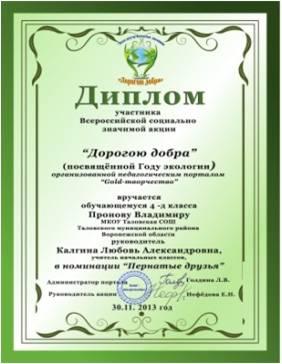 "Дорогою добра"
Диплом
участника
Всероссийской социально
значимой акции
"Дорогою добра"
(посвящённой Году экологии)
организованной педагогическим порталом
"Gold-творчество"
вручается
обучающемуся 4 -д класса
Пронову Владимиру
МКОУ Таловская СОШ
Таловского муниципального района
Воронежской области
руководитель
Калгина Любовь Александровна,
учитель начальных классов,
в номинации "Пернатые друзья"
Администратор портала Голдина Л.В.
Руководитель акции Нефёдова Е.Н.
30.11. 2013 год